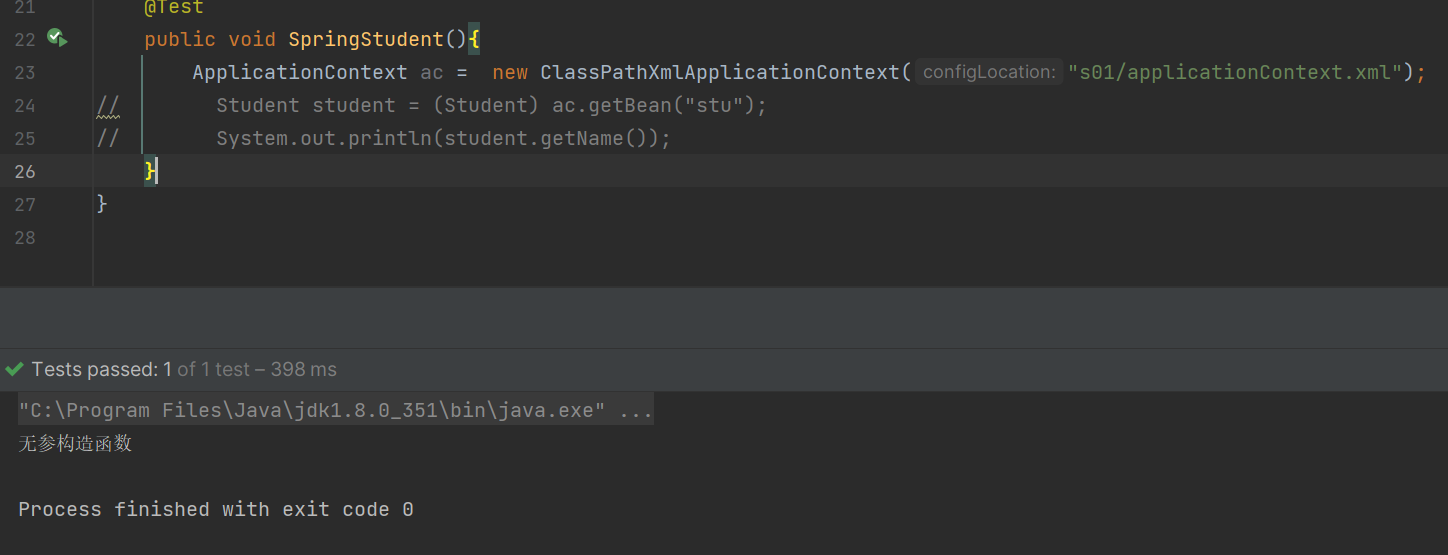 21 @Test
22 public void SpringStudent(){
23 ApplicationContext ac =  new ClassPathXmlApplicationContext( configLocation: "s01/applicationContext.xml");
24 //        Student student = (Student) ac.getBean("stu");
25 //        System.out.println(student.getName());
26 }
27 }
28
Tests passed: 1 of 1 test – 398 ms
"C:\Program Files\Java\jdk1.8.0_351\bin\java.exe" ...
无参构造函数
Process finished with exit code 0